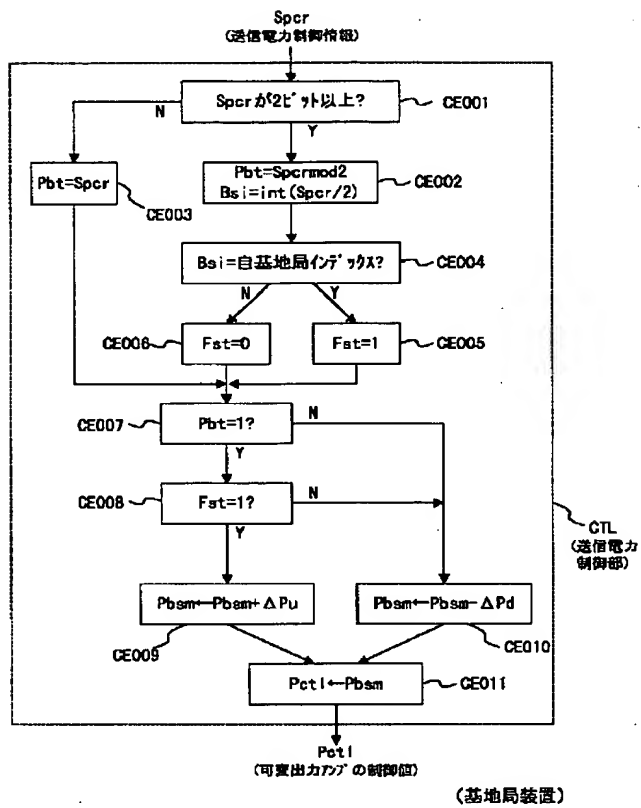 Spcr
(送信電力制御情報)
Spcrが2ビット以上?
CE001
N
Y
Pbt=Spcr
CE003
Pbt=Spcrmod2
Bsi=int(Spcr/2)
CE002
Bsi=自基地局インデックス?
CE004
N
Y
CE006
Fst=0
Fst=1
CE005
CE007
Pbt=1?
N
Y
CE008
Fst=1?
N
Y
CTL
(送信電力
制御部)
Pbsm←Pbsm+ΔPu
Pbsm←Pbsm-ΔPd
CE009
CE010
Pctl←Pbsm
CE011
Pctl
(可変出力アンプの制御値)
(基地局装置)